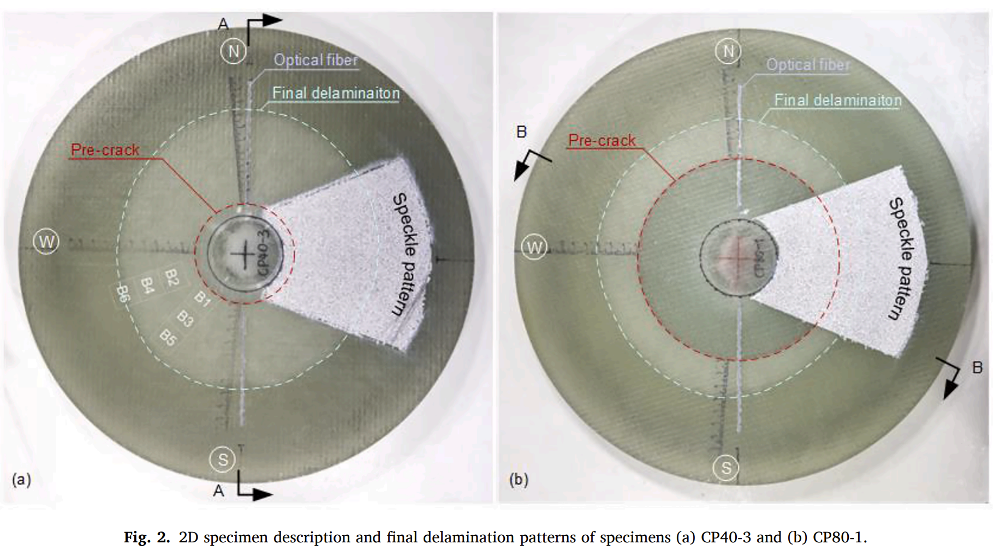 A
N
Optical fiber
Final delaminaiton
Pre-crack
W
Speckle pattern
CP40-3
B2
B4
B6
B1
B3
B5
S
A
(a)
N
Optical fiber
Final delaminaiton
B
Pre-crack
W
Speckle pattern
CP80-1
B
S
(b)
Fig. 2. 2D specimen description and final delamination patterns of specimens (a) CP40-3 and (b) CP80-1.